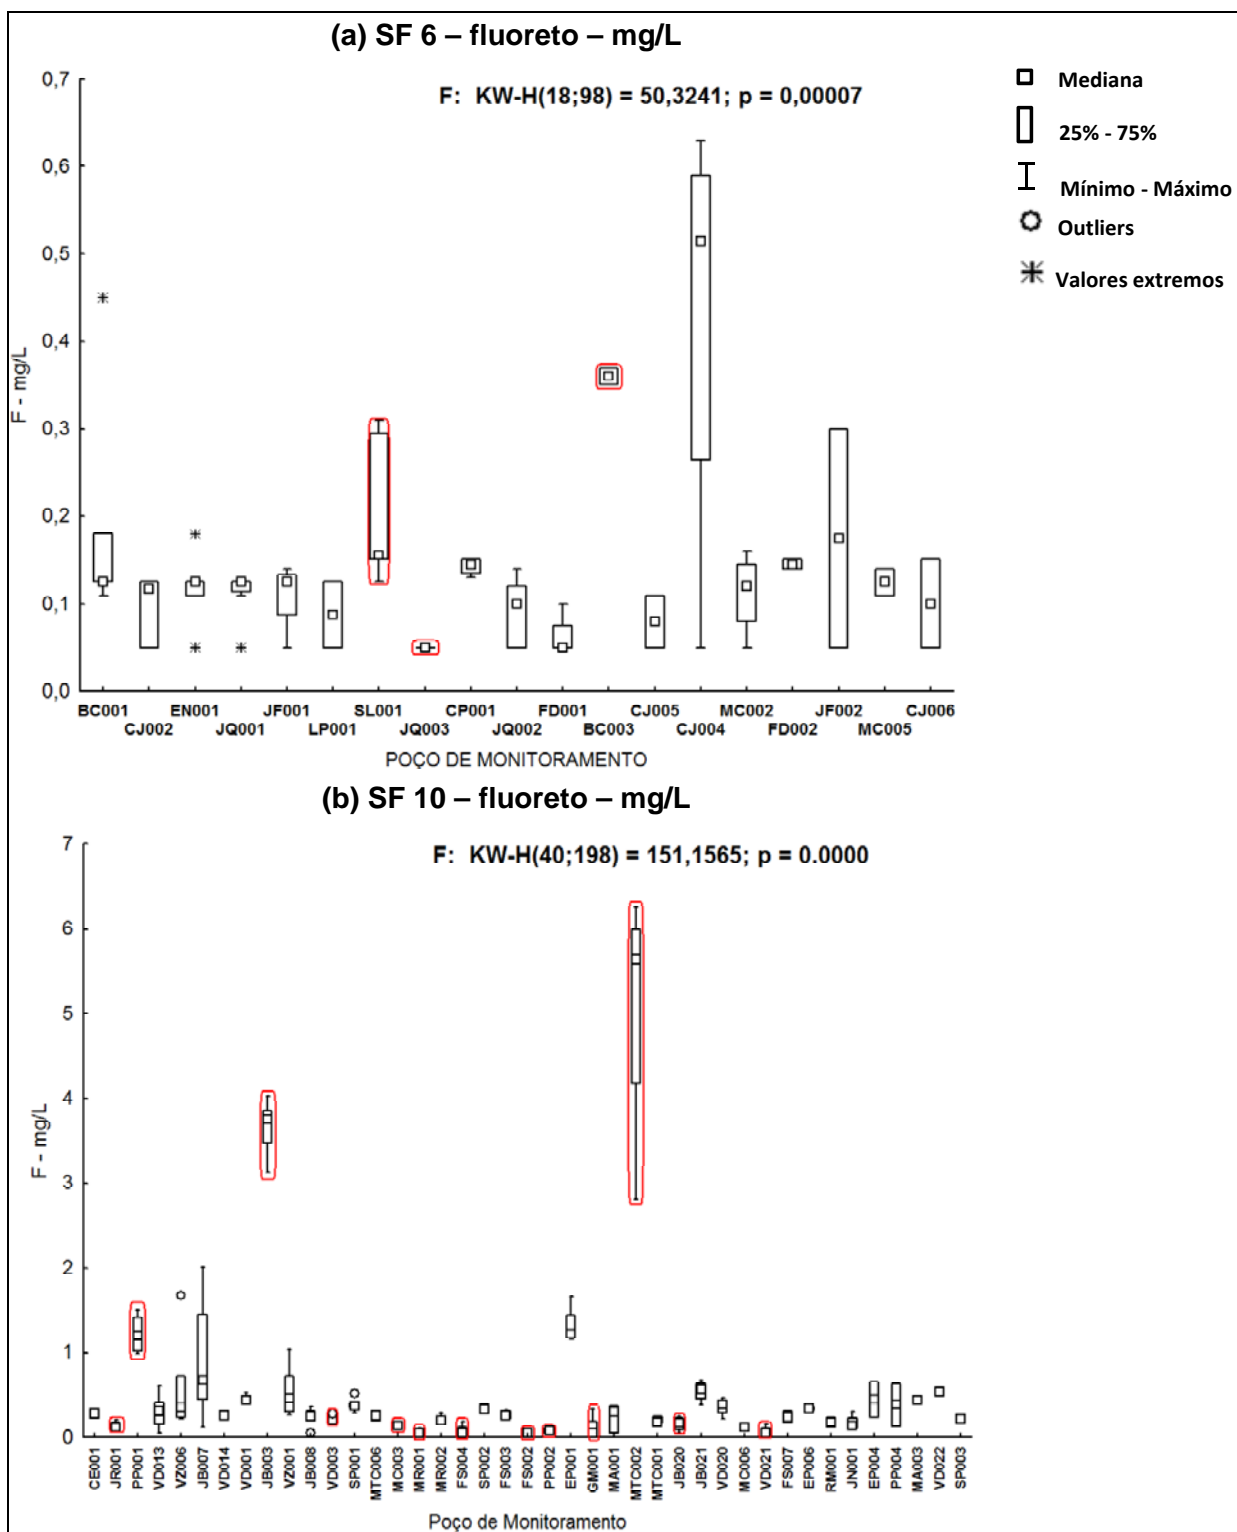 (a) SF 6 – fluoreto – mg/L
F: KW-H(18;98) = 50,3241; p = 0,00007
Mediana
25% - 75%
Mínimo - Máximo
Outliers
Valores extremos
F - mg/L
0,7
0,6
0,5
0,4
0,3
0,2
0,1
0,0
BC001 EN001 JF001 SL001 CP001 FD001 CJ005 MC002 JF002 CJ006
CJ002 JQ001 LP001 JQ003 JQ002 BC003 CJ004 FD002 MC005
POÇO DE MONITORAMENTO
(b) SF 10 – fluoreto – mg/L
F: KW-H(40;198) = 151,1565; p = 0.0000
F - mg/L
7
6
5
4
3
2
1
0
CE001
JR001
PP001
VD013
VZ006
JB007
VD014
VD001
JB003
VZ001
JB008
VD003
SP001
MTC006
MC003
MR001
MR002
FS004
SP002
FS003
FS002
PP002
EP001
GM001
MA001
MTC002
MTC001
JB020
JB021
VD020
MC006
VD021
FS007
EP006
RM001
JN001
EP004
PP004
MA003
VD022
SP003
Poço de Monitoramento